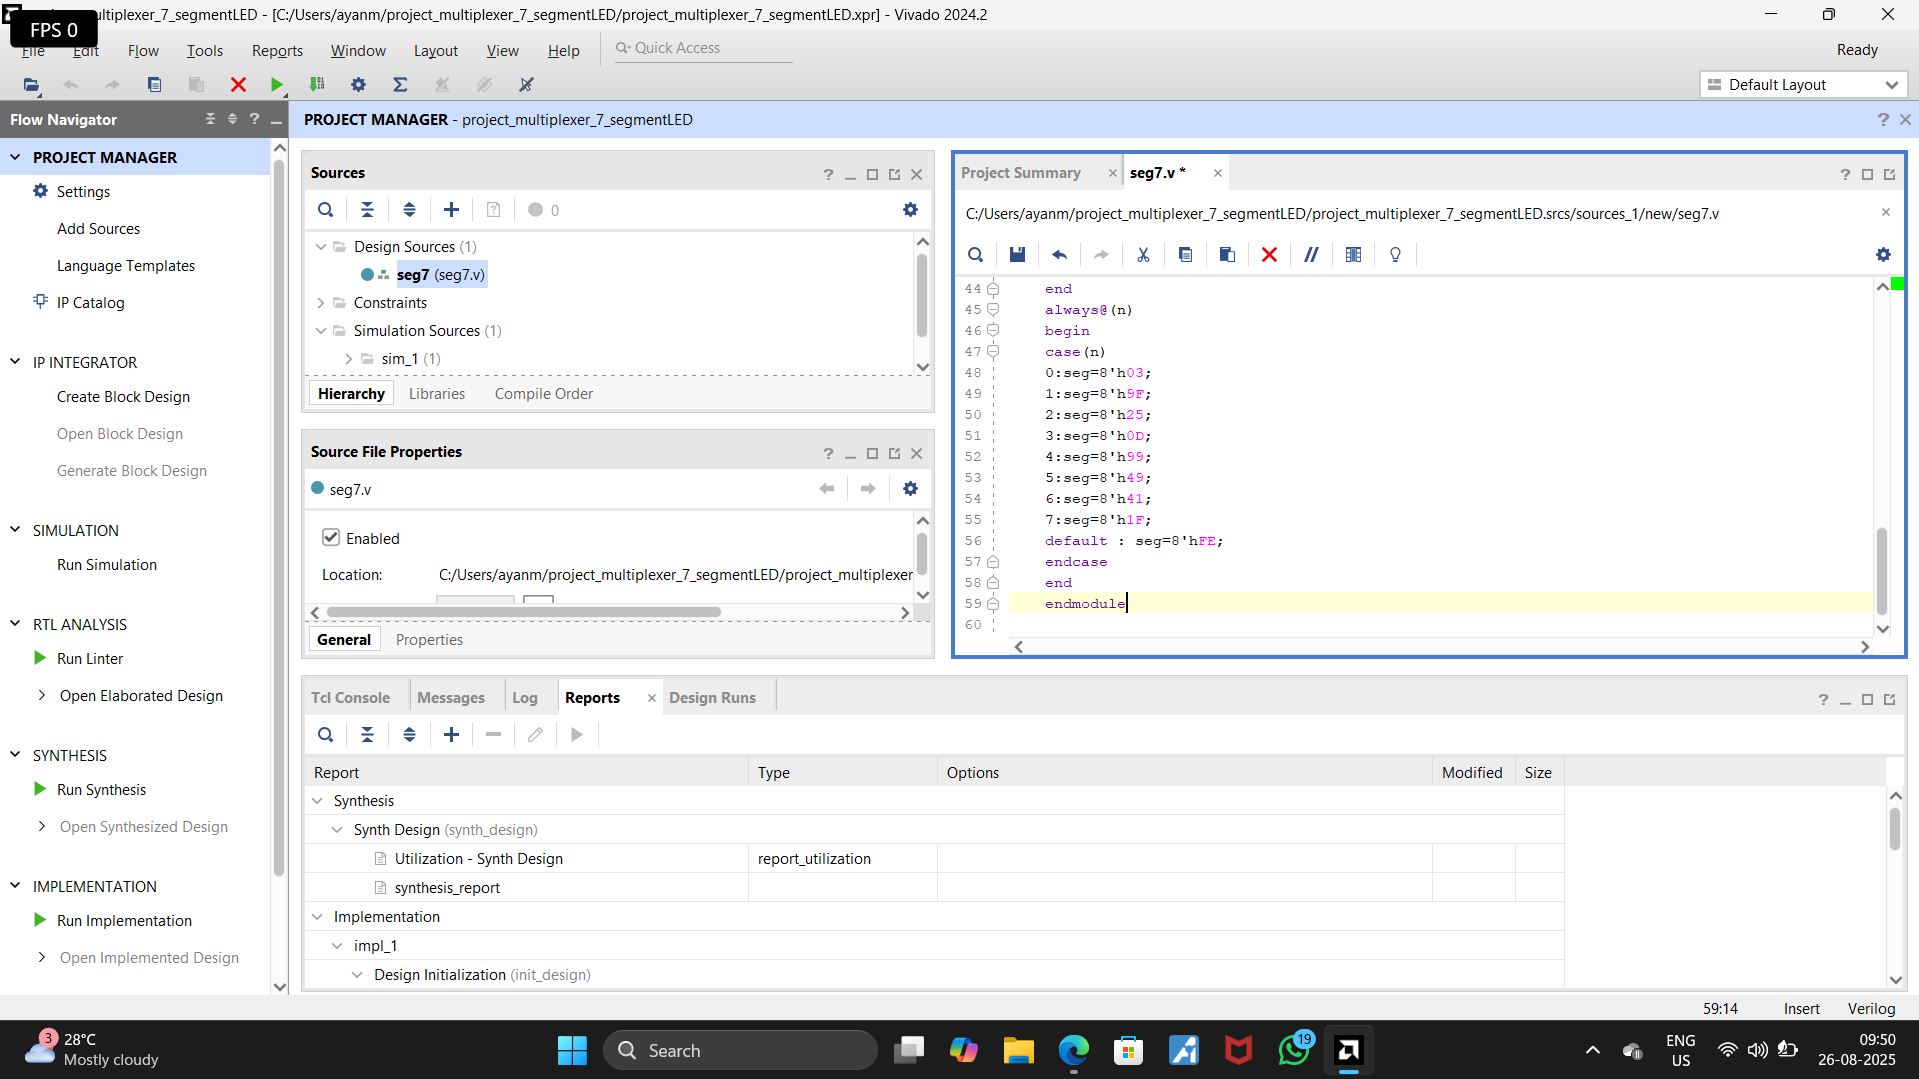 FPS 0
ultiplexer_7_segmentLED - [C:/Users/ayanm/project_multiplexer_7_segmentLED/project_multiplexer_7_segmentLED.xpr] - Vivado 2024.2
File Edit Flow Tools Reports Window Layout View Help Quick Access Ready
Default Layout
Flow Navigator
PROJECT MANAGER
Settings
Add Sources
Language Templates
IP Catalog
IP INTEGRATOR
Create Block Design
Open Block Design
Generate Block Design
SIMULATION
Run Simulation
RTL ANALYSIS
Run Linter
Open Elaborated Design
SYNTHESIS
Run Synthesis
Open Synthesized Design
IMPLEMENTATION
Run Implementation
Open Implemented Design
PROJECT MANAGER - project_multiplexer_7_segmentLED
Sources
0
Design Sources (1)
seg7 (seg7.v)
Constraints
Simulation Sources (1)
sim_1 (1)
Hierarchy Libraries Compile Order
Source File Properties
seg7.v
Enabled
Location: C:/Users/ayanm/project_multiplexer_7_segmentLED/project_multiplexer
General Properties
Project Summary seg7.v *
C:/Users/ayanm/project_multiplexer_7_segmentLED/project_multiplexer_7_segmentLED.srcs/sources_1/new/seg7.v
44 end
45 always@(n)
46 begin
47 case(n)
48 0:seg=8'h03;
49 1:seg=8'h9F;
50 2:seg=8'h25;
51 3:seg=8'h0D;
52 4:seg=8'h99;
53 5:seg=8'h49;
54 6:seg=8'h41;
55 7:seg=8'h1F;
56 default : seg=8'hFE;
57 endcase
58 end
59 endmodule
60
Tcl Console Messages Log Reports Design Runs
Report Type Options Modified Size
Synthesis
Synth Design (synth_design)
Utilization - Synth Design report_utilization
synthesis_report
Implementation
impl_1
Design Initialization (init_design)
59:14 Insert Verilog
3
28°C
Mostly cloudy
Search
19
ENG
US
09:50
26-08-2025